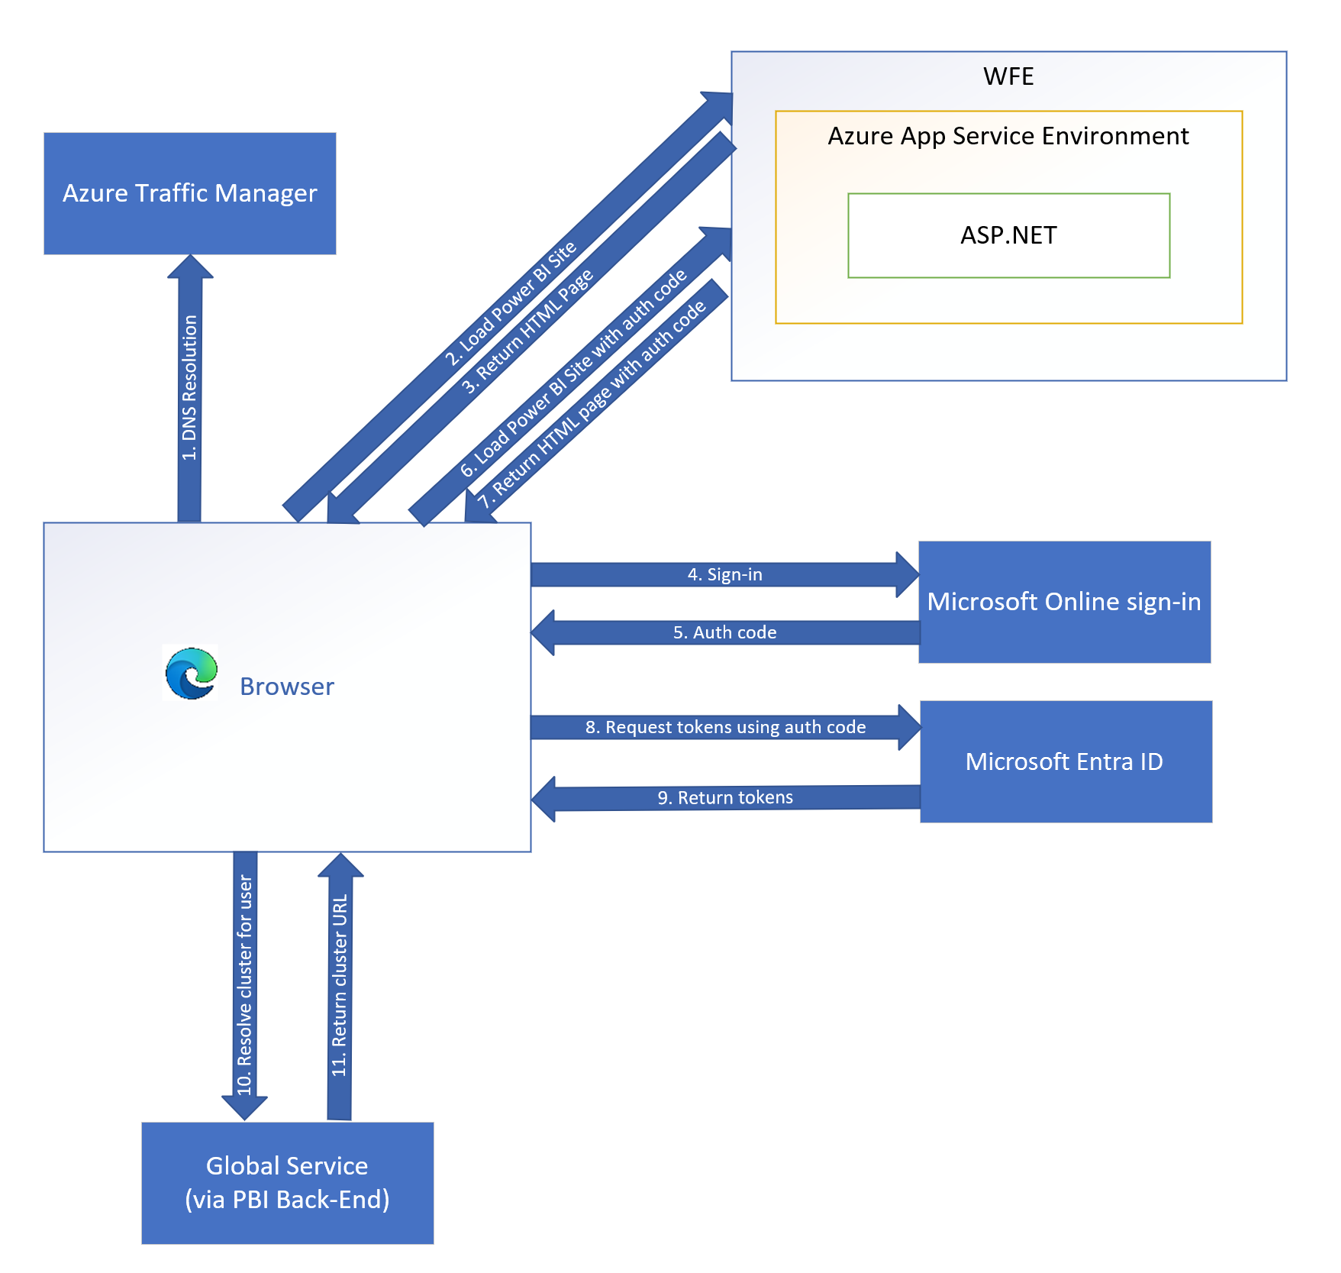 WFE
Azure App Service Environment
ASP.NET
Azure Traffic Manager
1. DNS Resolution
2. Load Power BI Site
3. Return HTML Page
6. Load Power BI Site with auth code
7. Return HTML page with auth code
Browser
4. Sign-in
5. Auth code
Microsoft Online sign-in
8. Request tokens using auth code
9. Return tokens
Microsoft Entra ID
10. Resolve cluster for user
11. Return cluster URL
Global Service
(via PBI Back-End)